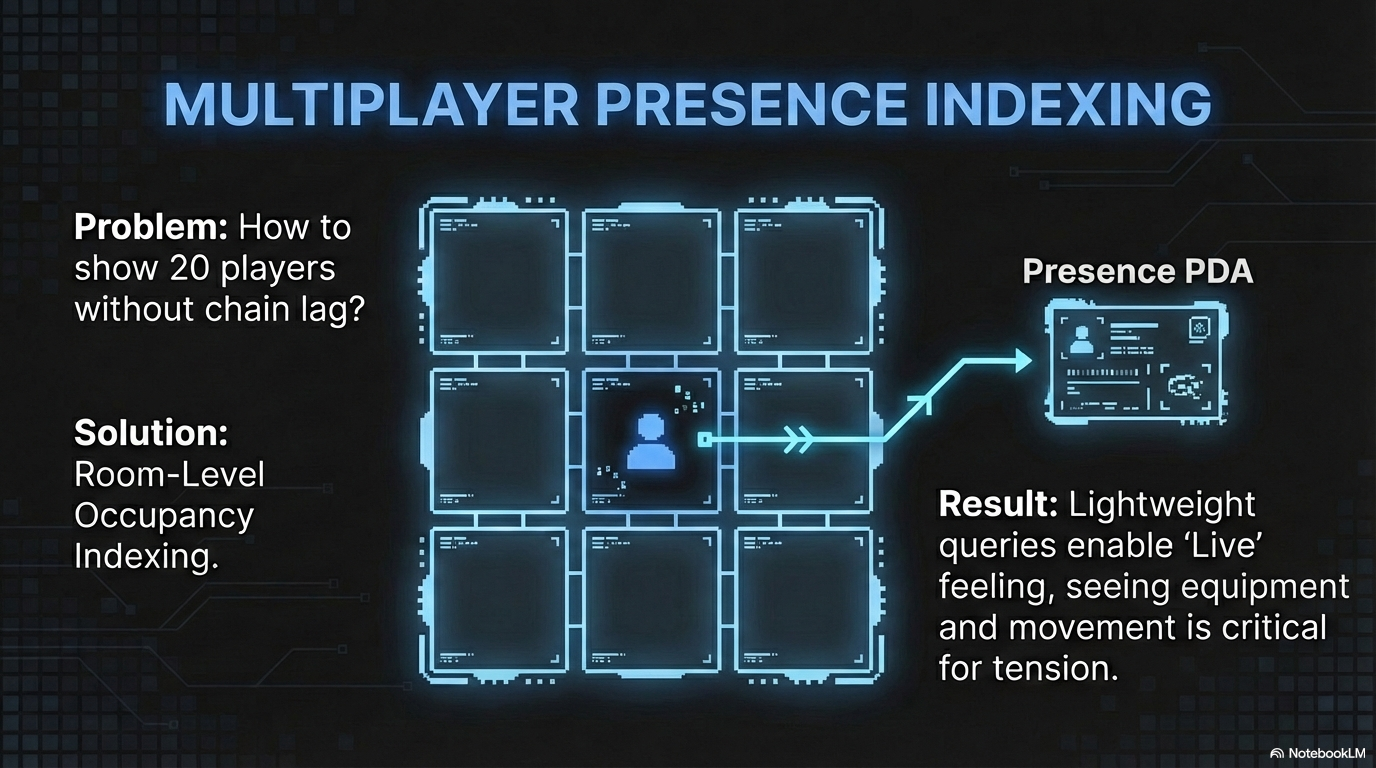 MULTIPLAYER PRESENCE INDEXING
Problem: How to
show 20 players
without chain lag?
Solution:
Room-Level
Occupancy
Indexing.
Presence PDA
Result: Lightweight
queries enable ‘Live’
feeling, seeing equipment
and movement is critical
for tension.
NotebookLM